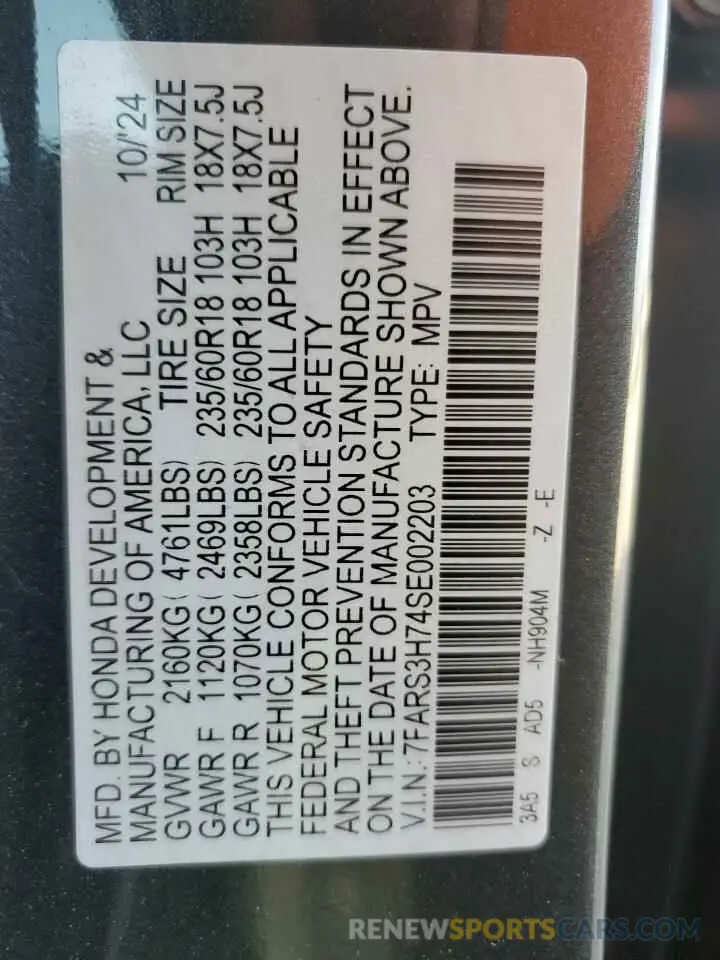 MFD. BY HONDA DEVELOPMENT &
MANUFACTURING OF AMERICA, LLC 10/'24
GVWR 2160KG( 4761LBS) TIRE SIZE RIM SIZE
GAWR F 1120KG( 2469LBS) 235/60R18 103H 18X7.5J
GAWR R 1070KG( 2358LBS) 235/60R18 103H 18X7.5J
THIS VEHICLE CONFORMS TO ALL APPLICABLE
FEDERAL MOTOR VEHICLE SAFETY
AND THEFT PREVENTION STANDARDS IN EFFECT
ON THE DATE OF MANUFACTURE SHOWN ABOVE.
V.I.N.: 7FARS3H74SE002203 TYPE: MPV
3A5 S AD5 -NH904M -Z -E
RENEWSPORTSCARS.COM